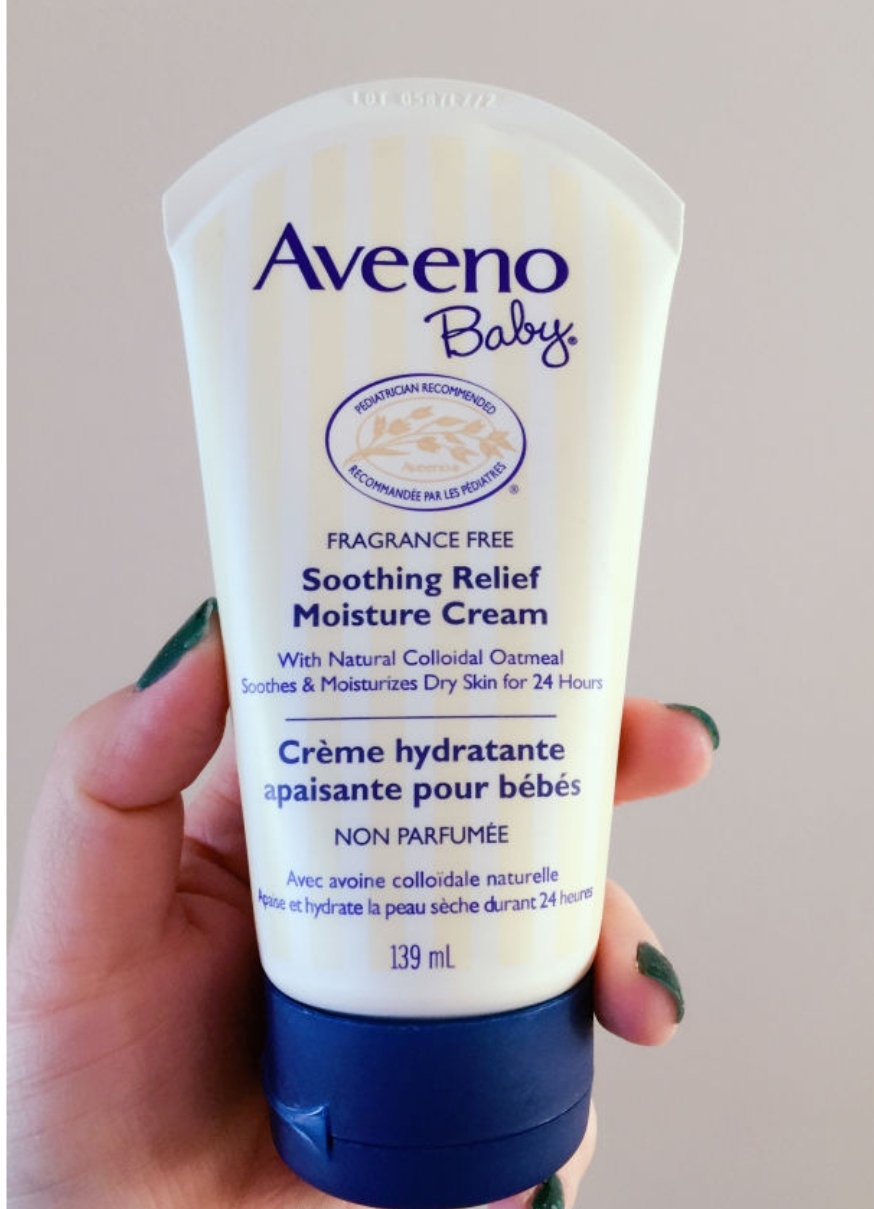 Aveeno
Baby®
PEDIATRICIAN RECOMMENDED
Aveeno®
RECOMMANDÉE PAR LES PÉDIATRES
®
FRAGRANCE FREE
Soothing Relief
Moisture Cream
With Natural Colloidal Oatmeal
Soothes & Moisturizes Dry Skin for 24 Hours
Crème hydratante
apaisante pour bébés
NON PARFUMÉE
Avec avoine colloïdale naturelle
Apaise et hydrate la peau sèche durant 24 heures
139 mL